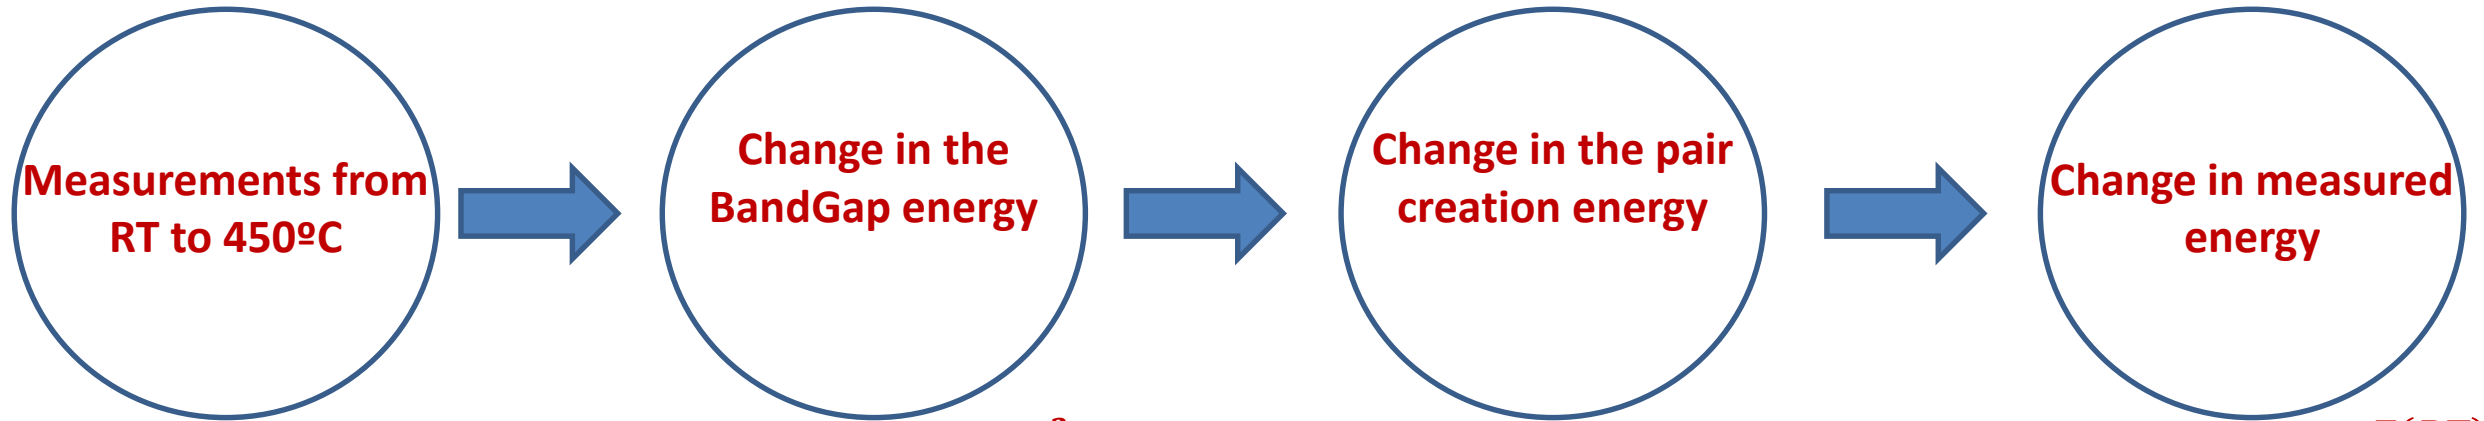 Measurements from
RT to 450ºC
Change in the
BandGap energy
Change in the pair
creation energy
Change in measured
energy